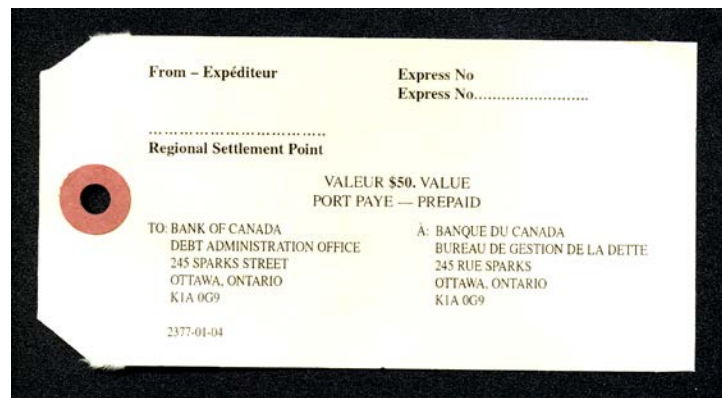 From – Expéditeur
Express No
Express No........................
...................................
Regional Settlement Point
VALEUR $50. VALUE
PORT PAYE — PREPAID
TO: BANK OF CANADA
DEBT ADMINISTRATION OFFICE
245 SPARKS STREET
OTTAWA, ONTARIO
K1A 0G9
À: BANQUE DU CANADA
BUREAU DE GESTION DE LA DETTE
245 RUE SPARKS
OTTAWA, ONTARIO
K1A 0G9
2377-01-04